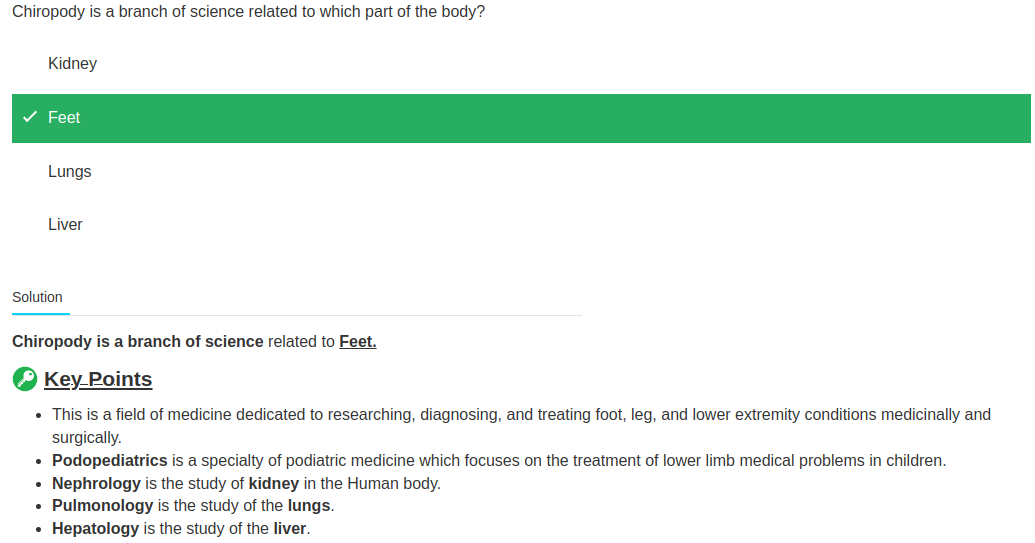 Chiropody is a branch of science related to which part of the body?
Kidney
Feet
Lungs
Liver
Solution
Chiropody is a branch of science related to Feet.
Key Points
This is a field of medicine dedicated to researching, diagnosing, and treating foot, leg, and lower extremity conditions medicinally and
surgically.
Podopediatrics is a specialty of podiatric medicine which focuses on the treatment of lower limb medical problems in children.
Nephrology is the study of kidney in the Human body.
Pulmonology is the study of the lungs.
Hepatology is the study of the liver.